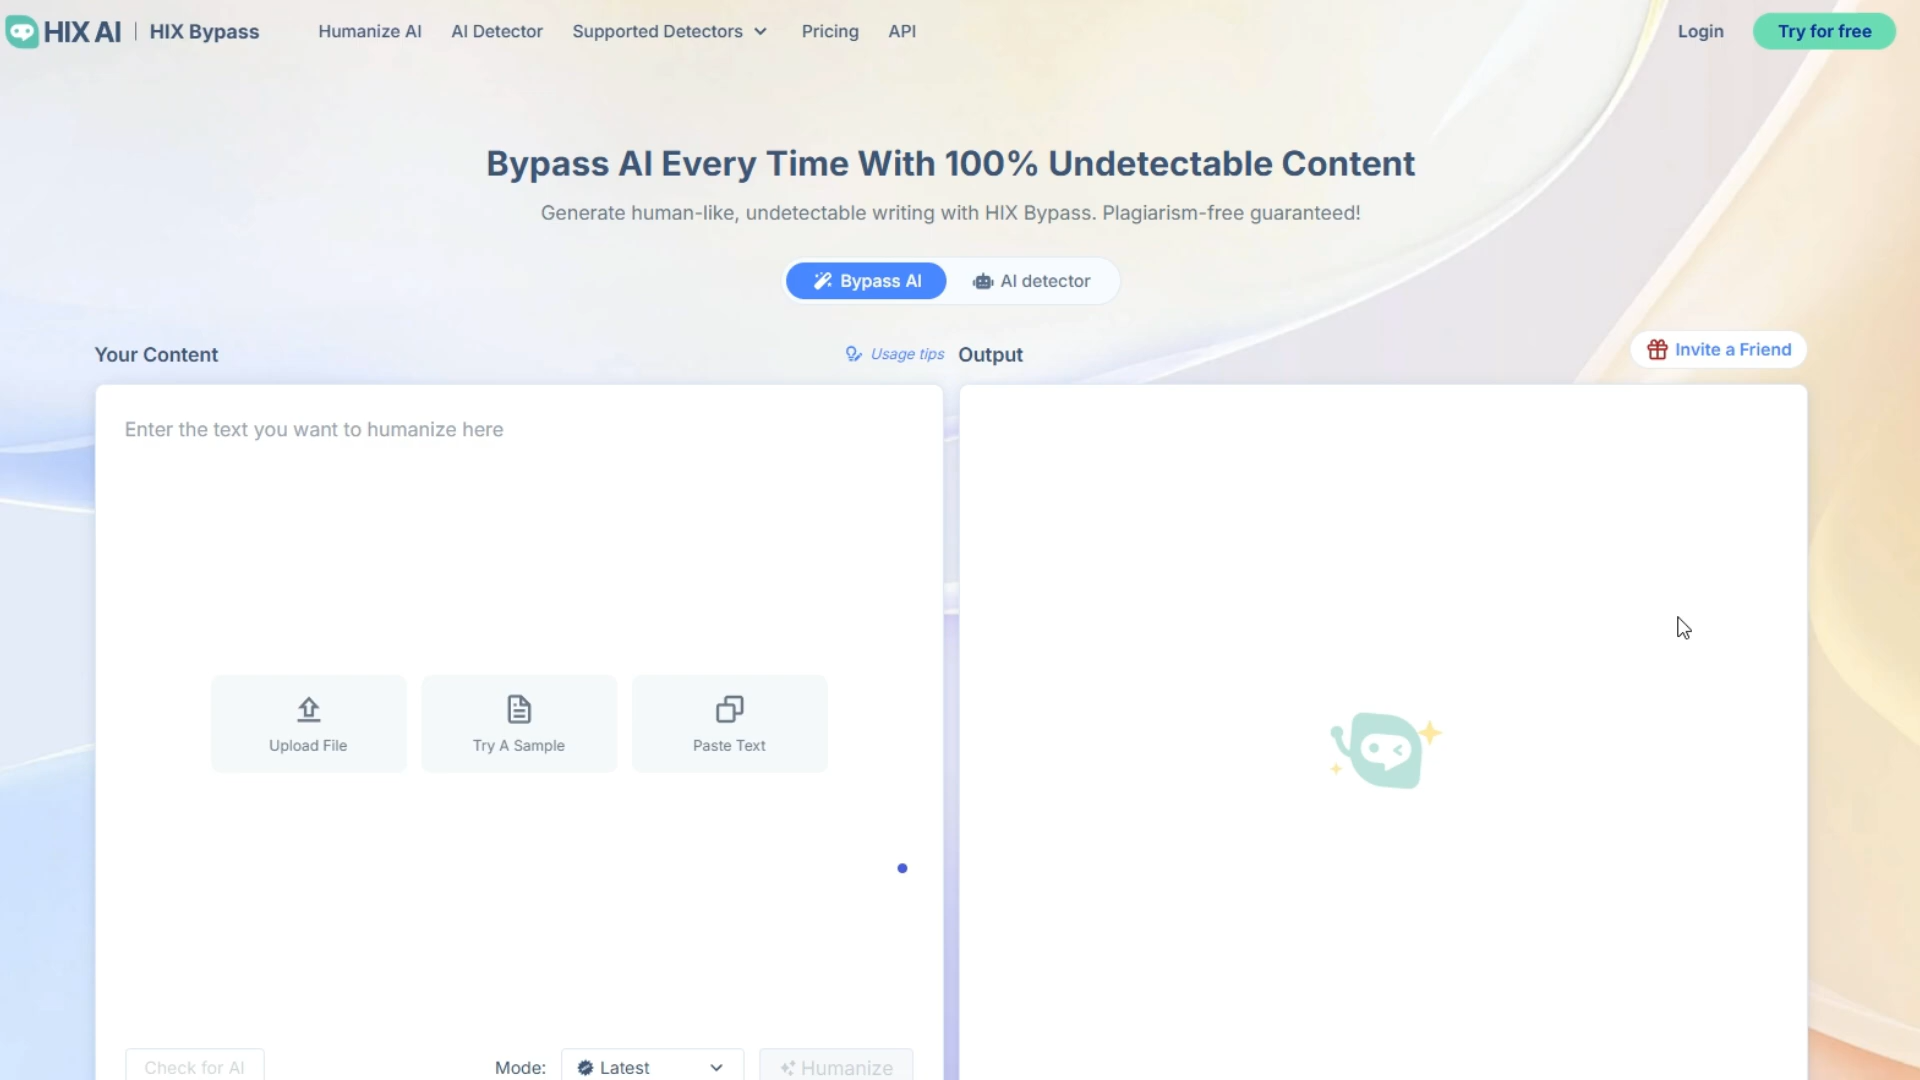 HIX AI | HIX Bypass
Humanize AI
AI Detector
Supported Detectors
Pricing
API
Login
Try for free
Bypass AI Every Time With 100% Undetectable Content
Generate human-like, undetectable writing with HIX Bypass. Plagiarism-free guaranteed!
Bypass AI
AI detector
Your Content
Usage tips
Output
Invite a Friend
Enter the text you want to humanize here
Upload File
Try A Sample
Paste Text
Check for AI
Mode:
Latest
Humanize